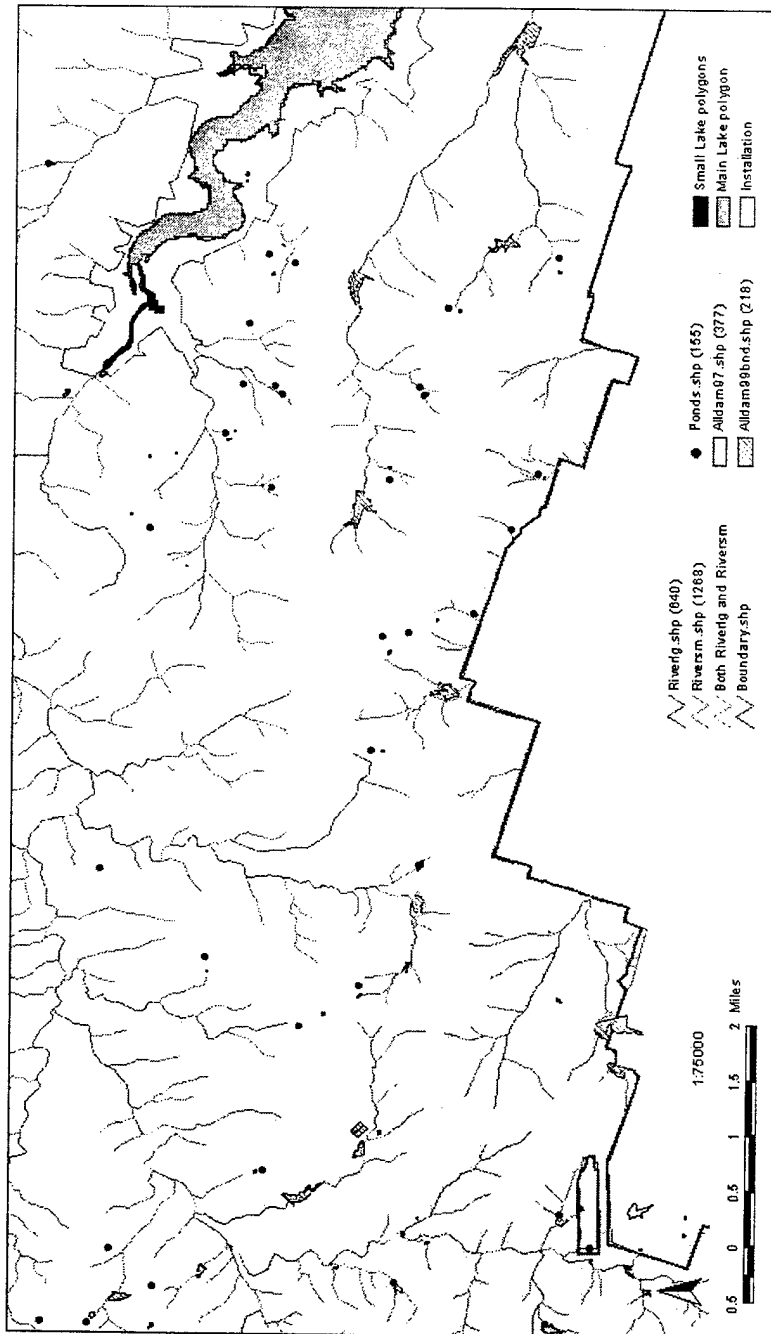 Riverlg.shp (640)
Riversm.shp (1268)
Both Riverlg and Riversm
Boundary.shp
Ponds.shp (155)
Alldam97.shp (377)
Alldam99bnd.shp (218)
Small Lake polygons
Main Lake polygon
Installation
1:75000
0.5 0 0.5 1 1.5 2 Miles